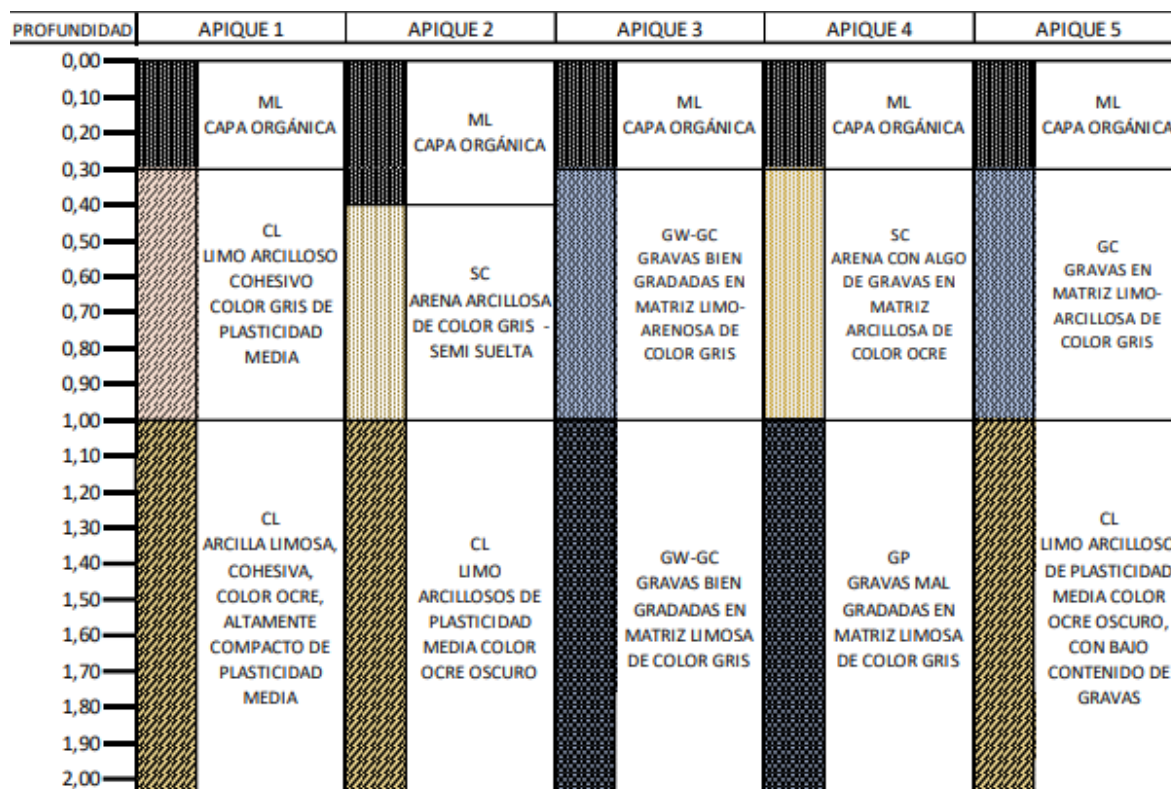 PROFUNDIDAD
APIQUE 1
APIQUE 2
APIQUE 3
APIQUE 4
APIQUE 5
0,00
0,10
0,20
0,30
0,40
0,50
0,60
0,70
0,80
0,90
1,00
1,10
1,20
1,30
1,40
1,50
1,60
1,70
1,80
1,90
2,00
ML
CAPA ORGÁNICA
CL
LIMO ARCILLOSO
COHESIVO
COLOR GRIS DE
PLASTICIDAD
MEDIA
CL
ARCILLA LIMOSA,
COHESIVA,
COLOR OCRE,
ALTAMENTE
COMPACTO DE
PLASTICIDAD
MEDIA
ML
CAPA ORGÁNICA
SC
ARENA ARCILLOSA
DE COLOR GRIS -
SEMI SUELTA
CL
LIMO
ARCILLOSOS DE
PLASTICIDAD
MEDIA COLOR
OCRE OSCURO
ML
CAPA ORGÁNICA
GW-GC
GRAVAS BIEN
GRADADAS EN
MATRIZ LIMO-
ARENOSA DE
COLOR GRIS
GW-GC
GRAVAS BIEN
GRADADAS EN
MATRIZ LIMOSA
DE COLOR GRIS
ML
CAPA ORGÁNICA
SC
ARENA CON ALGO
DE GRAVAS EN
MATRIZ
ARCILLOSA DE
COLOR OCRE
GP
GRAVAS MAL
GRADADAS EN
MATRIZ LIMOSA
DE COLOR GRIS
ML
CAPA ORGÁNICA
GC
GRAVAS EN
MATRIZ LIMO-
ARCILLOSA DE
COLOR GRIS
CL
LIMO ARCILLOSO
DE PLASTICIDAD
MEDIA COLOR
OCRE OSCURO,
CON BAJO
CONTENIDO DE
GRAVAS